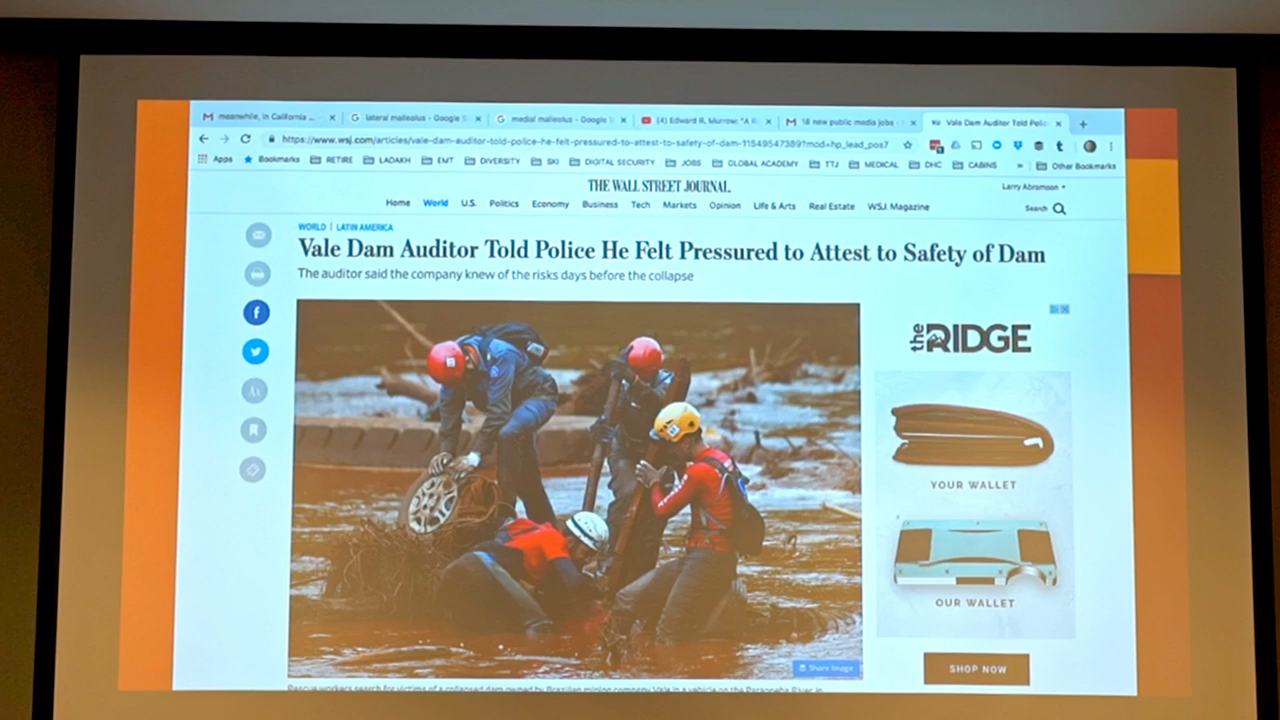 meanwhile, in California ...
lateral malleolus - Google S
medial malleolus - Google S
(4) Edward R. Murrow: "A R
18 new public media jobs -
Vale Dam Auditor Told Polic
https://www.wsj.com/articles/vale-dam-auditor-told-police-he-felt-pressured-to-attest-to-safety-of-dam-11549547389?mod=hp_lead_pos7
Apps Bookmarks RETIRE LADAKH EMT DIVERSITY SKI DIGITAL SECURITY JOBS GLOBAL ACADEMY TTJ MEDICAL DHC CABINS » Other Bookmarks
THE WALL STREET JOURNAL.
Larry Abramson
Home World U.S. Politics Economy Business Tech Markets Opinion Life & Arts Real Estate WSJ. Magazine
Search
WORLD | LATIN AMERICA
Vale Dam Auditor Told Police He Felt Pressured to Attest to Safety of Dam
The auditor said the company knew of the risks days before the collapse
the RIDGE
YOUR WALLET
OUR WALLET
SHOP NOW
Share Image
Rescue workers search for victims of a collapsed dam owned by Brazilian mining company Vale in a vehicle on the Paraopeba River in